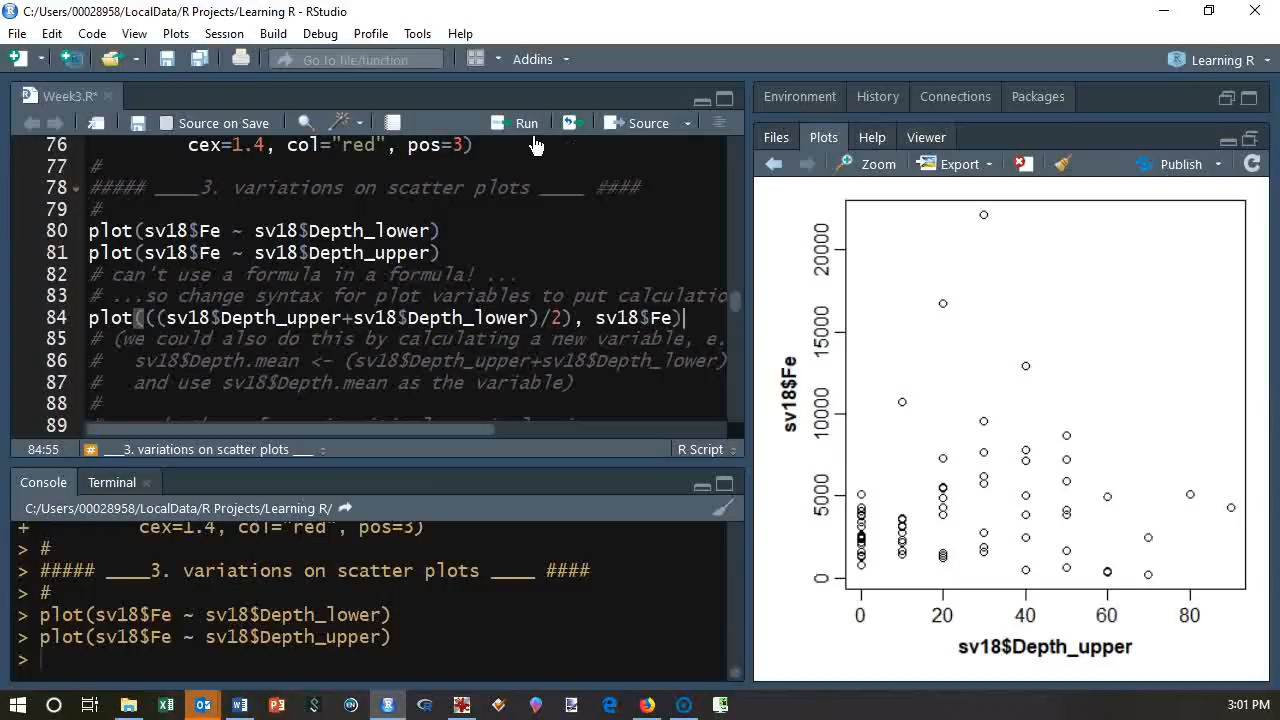 C:/Users/00028958/LocalData/R Projects/Learning R - RStudio
File Edit Code View Plots Session Build Debug Profile Tools Help
Go to file/function Addins Learning R
Week3.R*
Source on Save Run Source
76 cex=1.4, col="red", pos=3)
77 #
78 ##### ____3. variations on scatter plots ____ ####
79 #
80 plot(sv18$Fe ~ sv18$Depth_lower)
81 plot(sv18$Fe ~ sv18$Depth_upper)
82 # can't use a formula in a formula! ...
83 # ...so change syntax for plot variables to put calculatio
84 plot(((sv18$Depth_upper+sv18$Depth_lower)/2), sv18$Fe)
85 # (we could also do this by calculating a new variable, e.
86 # sv18$Depth.mean <- (sv18$Depth_upper+sv18$Depth_lower)
87 # and use sv18$Depth.mean as the variable)
88 #
89
84:55 ___3. variations on scatter plots ___ R Script
Console Terminal
C:/Users/00028958/LocalData/R Projects/Learning R/
+ cex=1.4, col="red", pos=3)
> #
> ##### ____3. variations on scatter plots ____ ####
> #
> plot(sv18$Fe ~ sv18$Depth_lower)
> plot(sv18$Fe ~ sv18$Depth_upper)
>
Environment History Connections Packages
Files Plots Help Viewer
Zoom Export Publish
sv18$Fe
20000
15000
10000
5000
0
0 20 40 60 80
sv18$Depth_upper
3:01 PM